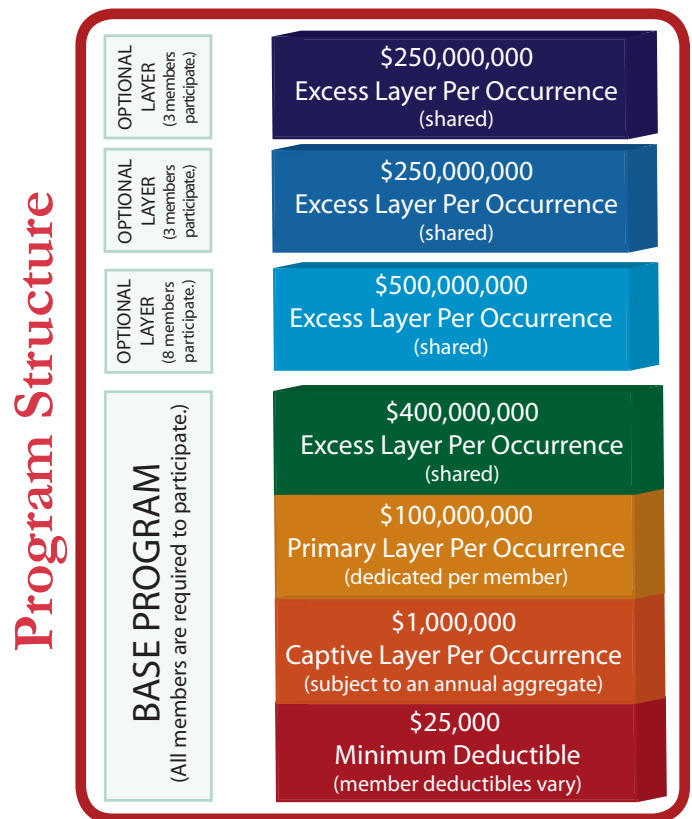 Program Structure
OPTIONAL
LAYER
(3 members
participate.)
$250,000,000
Excess Layer Per Occurrence
(shared)
OPTIONAL
LAYER
(3 members
participate.)
$250,000,000
Excess Layer Per Occurrence
(shared)
OPTIONAL
LAYER
(8 members
participate.)
$500,000,000
Excess Layer Per Occurrence
(shared)
BASE PROGRAM
(All members are required to participate.)
$400,000,000
Excess Layer Per Occurrence
(shared)
$100,000,000
Primary Layer Per Occurrence
(dedicated per member)
$1,000,000
Captive Layer Per Occurrence
(subject to an annual aggregate)
$25,000
Minimum Deductible
(member deductibles vary)